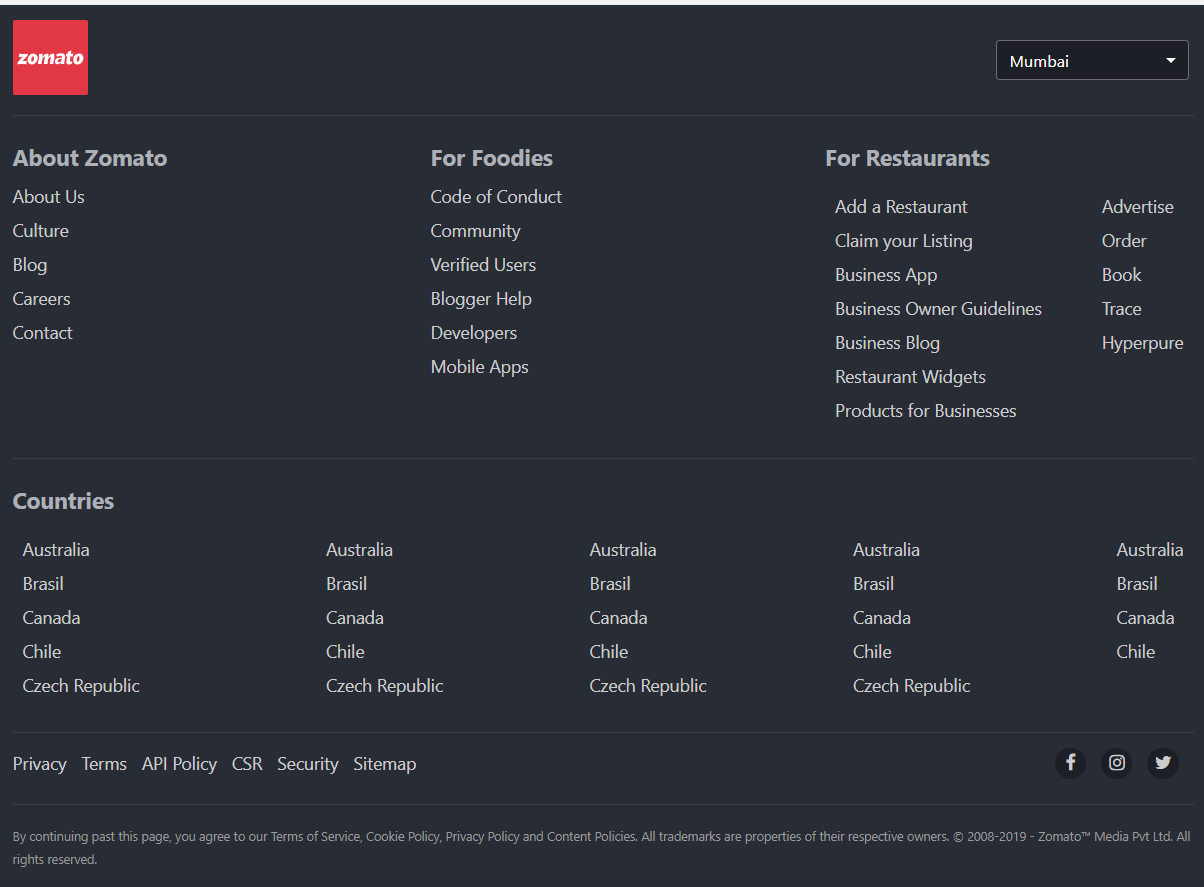 zomato
Mumbai
About Zomato
About Us
Culture
Blog
Careers
Contact
For Foodies
Code of Conduct
Community
Verified Users
Blogger Help
Developers
Mobile Apps
For Restaurants
Add a Restaurant
Claim your Listing
Business App
Business Owner Guidelines
Business Blog
Restaurant Widgets
Products for Businesses
Advertise
Order
Book
Trace
Hyperpure
Countries
Australia
Brasil
Canada
Chile
Czech Republic
Australia
Brasil
Canada
Chile
Czech Republic
Australia
Brasil
Canada
Chile
Czech Republic
Australia
Brasil
Canada
Chile
Czech Republic
Australia
Brasil
Canada
Chile
Privacy Terms API Policy CSR Security Sitemap
By continuing past this page, you agree to our Terms of Service, Cookie Policy, Privacy Policy and Content Policies. All trademarks are properties of their respective owners. © 2008-2019 - Zomato™ Media Pvt Ltd. All
rights reserved.